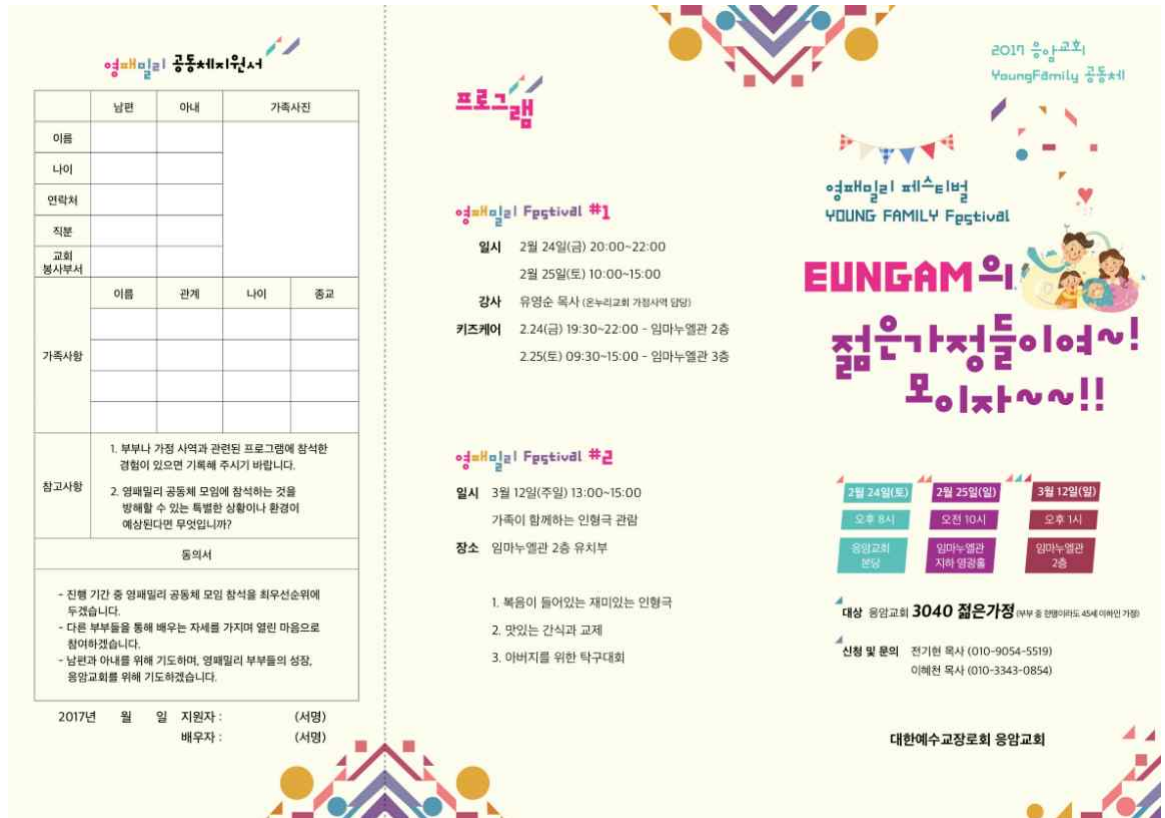 영패밀리 공동체지원서
남편 아내 가족사진
이름
나이
연락처
직분
교회
봉사부서
이름 관계 나이 종교
가족사항
참고사항
1. 부부나 가정 사역과 관련된 프로그램에 참석한
경험이 있으면 기록해 주시기 바랍니다.
2. 영패밀리 공동체 모임에 참석하는 것을
방해할 수 있는 특별한 상황이나 환경이
예상된다면 무엇입니까?
동의서
- 진행 기간 중 영패밀리 공동체 모임 참석을 최우선순위에
두겠습니다.
- 다른 부부들을 통해 배우는 자세를 가지며 열린 마음으로
참여하겠습니다.
- 남편과 아내를 위해 기도하며, 영패밀리 부부들의 성장,
응암교회를 위해 기도하겠습니다.
2017년 월 일 지원자 : (서명)
배우자 : (서명)
프로그램
영패밀리 Festival #1
일시 2월 24일(금) 20:00~22:00
2월 25일(토) 10:00~15:00
강사 유영순 목사 (온누리교회 가정사역 담당)
키즈케어 2.24(금) 19:30~22:00 - 임마누엘관 2층
2.25(토) 09:30~15:00 - 임마누엘관 3층
영패밀리 Festival #2
일시 3월 12일(주일) 13:00~15:00
가족이 함께하는 인형극 관람
장소 임마누엘관 2층 유치부
1. 복음이 들어있는 재미있는 인형극
2. 맛있는 간식과 교제
3. 아버지를 위한 탁구대회
2017 응암교회
YoungFamily 공동체
영패밀리 페스티벌
YOUNG FAMILY Festival
EUNGAM의
젊은가정들이여~!
모이자~~!!
2월 24일(토) 2월 25일(일) 3월 12일(일)
오후 8시 오전 10시 오후 1시
응암교회 임마누엘관 임마누엘관
본당 지하 영광홀 2층
대상 응암교회 3040 젊은가정 (부부 중 한명이라도 45세 이하인 가정)
신청 및 문의 전기현 목사 (010-9054-5519)
이혜천 목사 (010-3343-0854)
대한예수교장로회 응암교회